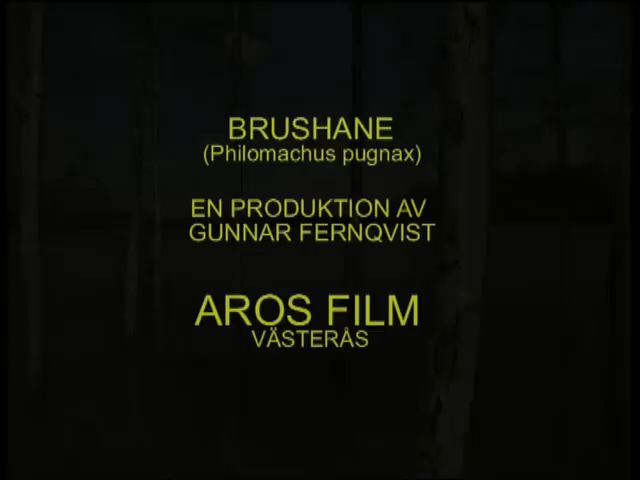 BRUSHANE
(Philomachus pugnax)
EN PRODUKTION AV
GUNNAR FERNQVIST
AROS FILM
VÄSTERÅS